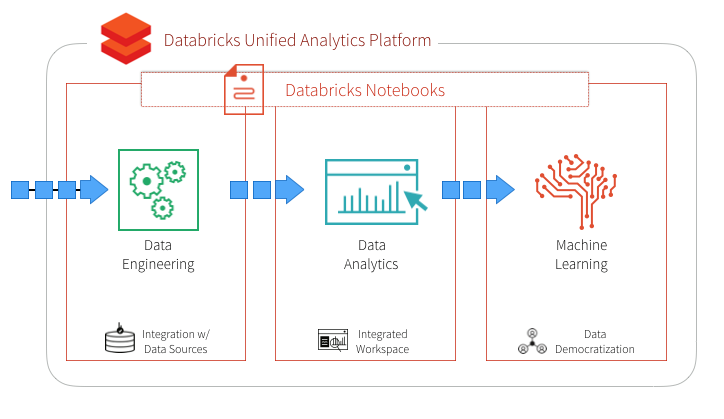 Databricks Unified Analytics Platform
Databricks Notebooks
Data
Engineering
Data
Analytics
Machine
Learning
Integration w/
Data Sources
Integrated
Workspace
Data
Democratization